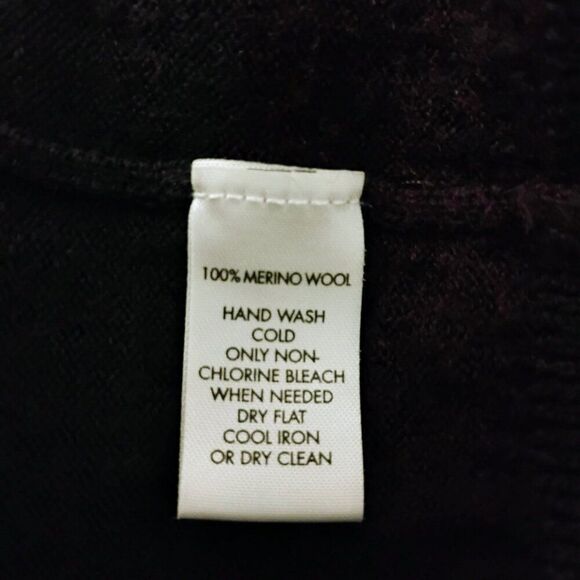 100% MERINO WOOL
HAND WASH
COLD
ONLY NON-
CHLORINE BLEACH
WHEN NEEDED
DRY FLAT
COOL IRON
OR DRY CLEAN